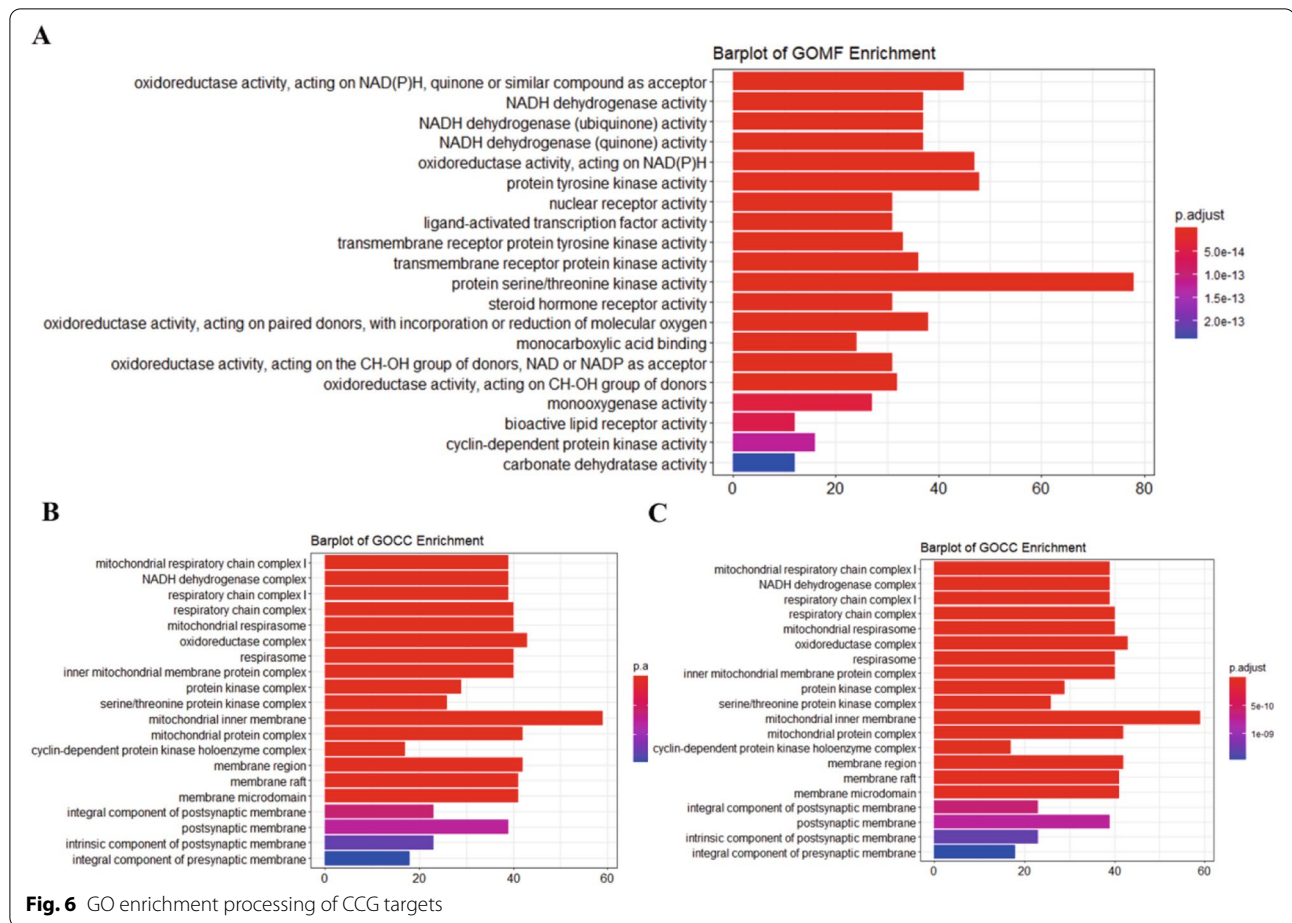 A
Barplot of GOMF Enrichment
oxidoreductase activity, acting on NAD(P)H, quinone or similar compound as acceptor
NADH dehydrogenase activity
NADH dehydrogenase (ubiquinone) activity
NADH dehydrogenase (quinone) activity
oxidoreductase activity, acting on NAD(P)H
protein tyrosine kinase activity
nuclear receptor activity
ligand-activated transcription factor activity
transmembrane receptor protein tyrosine kinase activity
transmembrane receptor protein kinase activity
protein serine/threonine kinase activity
steroid hormone receptor activity
oxidoreductase activity, acting on paired donors, with incorporation or reduction of molecular oxygen
monocarboxylic acid binding
oxidoreductase activity, acting on the CH-OH group of donors, NAD or NADP as acceptor
oxidoreductase activity, acting on CH-OH group of donors
monooxygenase activity
bioactive lipid receptor activity
cyclin-dependent protein kinase activity
carbonate dehydratase activity
0 20 40 60 80
p.adjust
5.0e-14
1.0e-13
1.5e-13
2.0e-13
B
Barplot of GOCC Enrichment
mitochondrial respiratory chain complex I
NADH dehydrogenase complex
respiratory chain complex I
respiratory chain complex
mitochondrial respirasome
oxidoreductase complex
respirasome
inner mitochondrial membrane protein complex
protein kinase complex
serine/threonine protein kinase complex
mitochondrial inner membrane
mitochondrial protein complex
cyclin-dependent protein kinase holoenzyme complex
membrane region
membrane raft
membrane microdomain
integral component of postsynaptic membrane
postsynaptic membrane
intrinsic component of postsynaptic membrane
integral component of presynaptic membrane
0 20 40 60
p.a
C
Barplot of GOCC Enrichment
mitochondrial respiratory chain complex I
NADH dehydrogenase complex
respiratory chain complex I
respiratory chain complex
mitochondrial respirasome
oxidoreductase complex
respirasome
inner mitochondrial membrane protein complex
protein kinase complex
serine/threonine protein kinase complex
mitochondrial inner membrane
mitochondrial protein complex
cyclin-dependent protein kinase holoenzyme complex
membrane region
membrane raft
membrane microdomain
integral component of postsynaptic membrane
postsynaptic membrane
intrinsic component of postsynaptic membrane
integral component of presynaptic membrane
0 20 40 60
p.adjust
5e-10
1e-09
Fig. 6 GO enrichment processing of CCG targets